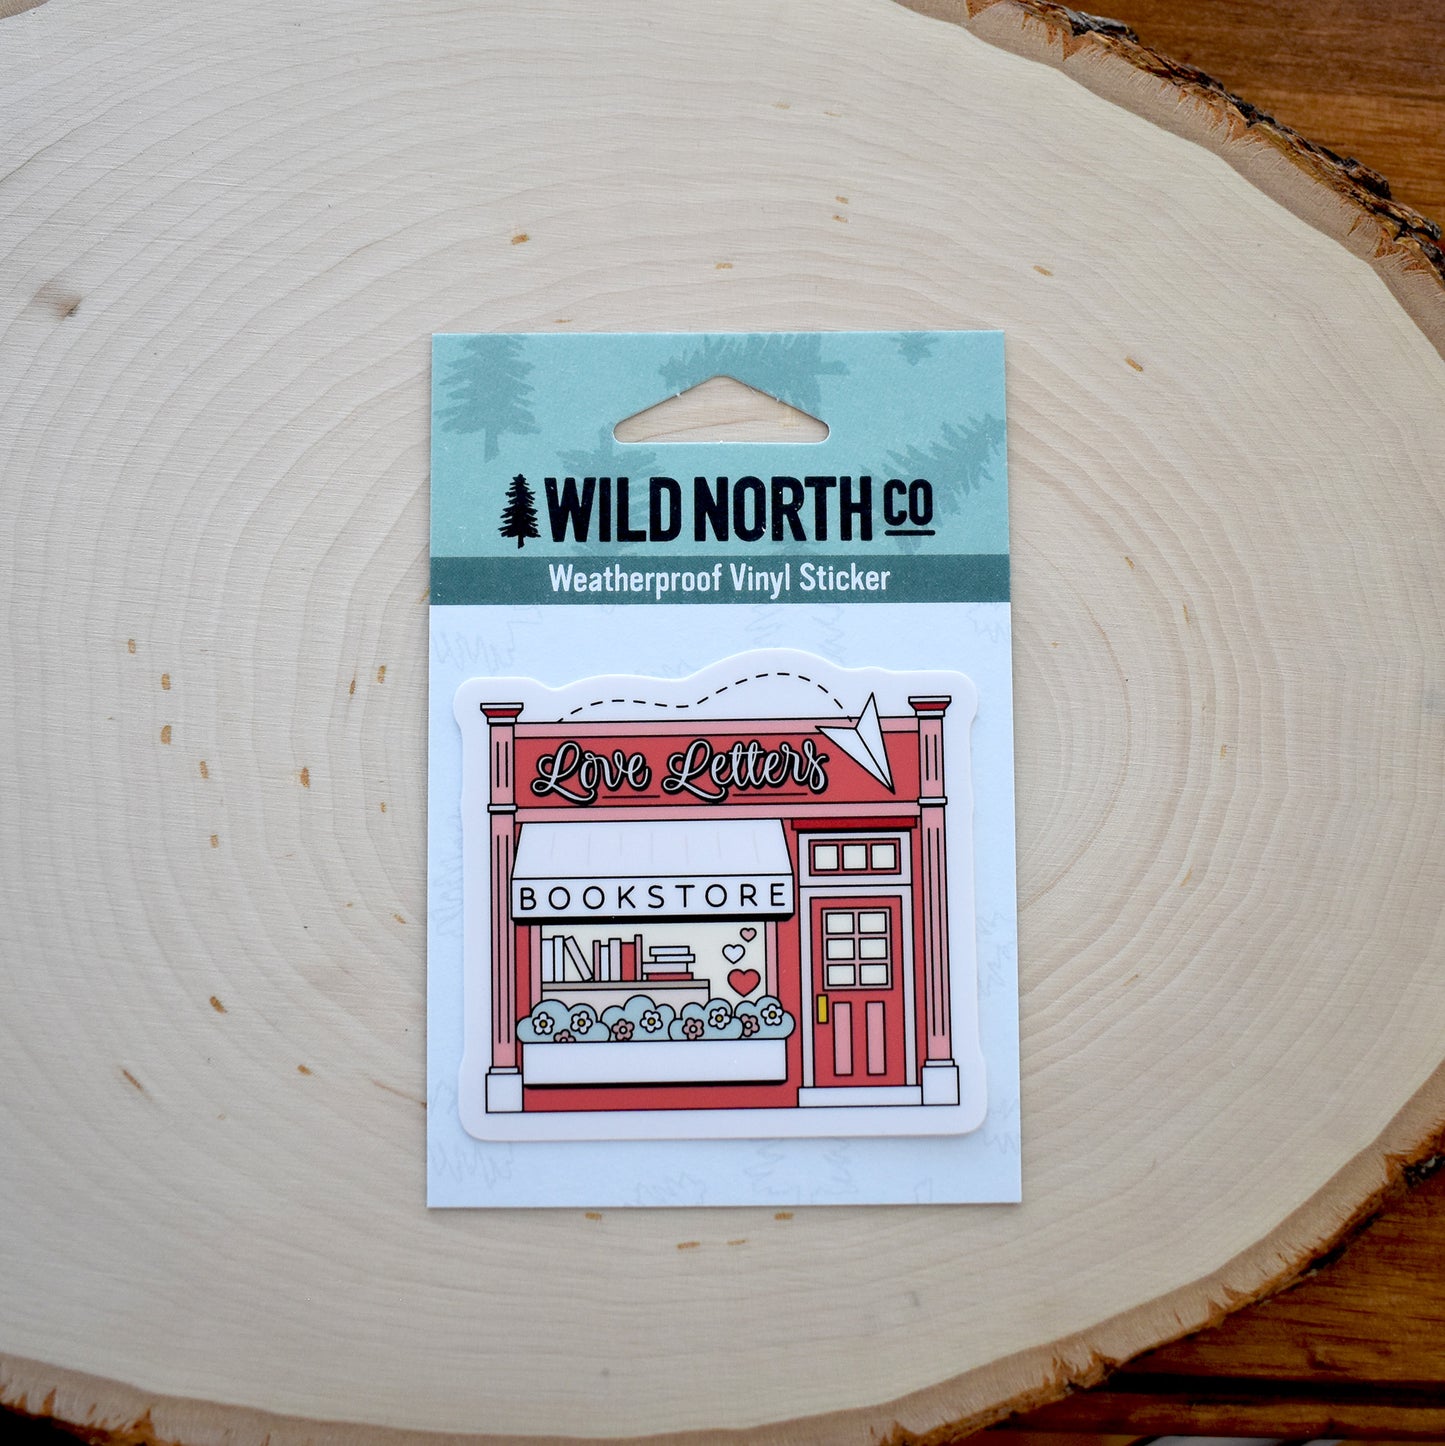 WILD NORTH CO
Weatherproof Vinyl Sticker
Love Letters
BOOKSTORE